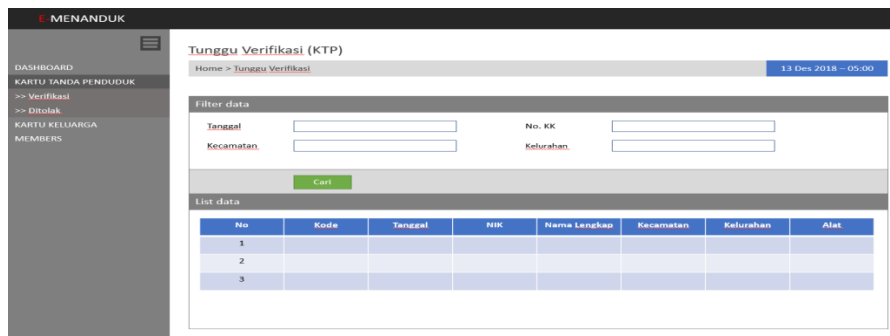 E-MENANDUK
Tunggu Verifikasi (KTP)
DASHBOARD
Home > Tunggu Verifikasi
13 Des 2018 – 05:00
KARTU TANDA PENDUDUK
>> Verifikasi
>> Ditolak
KARTU KELUARGA
MEMBERS
Filter data
Tanggal
No. KK
Kecamatan
Kelurahan
Cari
List data
No Kode Tanggal NIK Nama Lengkap Kecamatan Kelurahan Alat
1
2
3